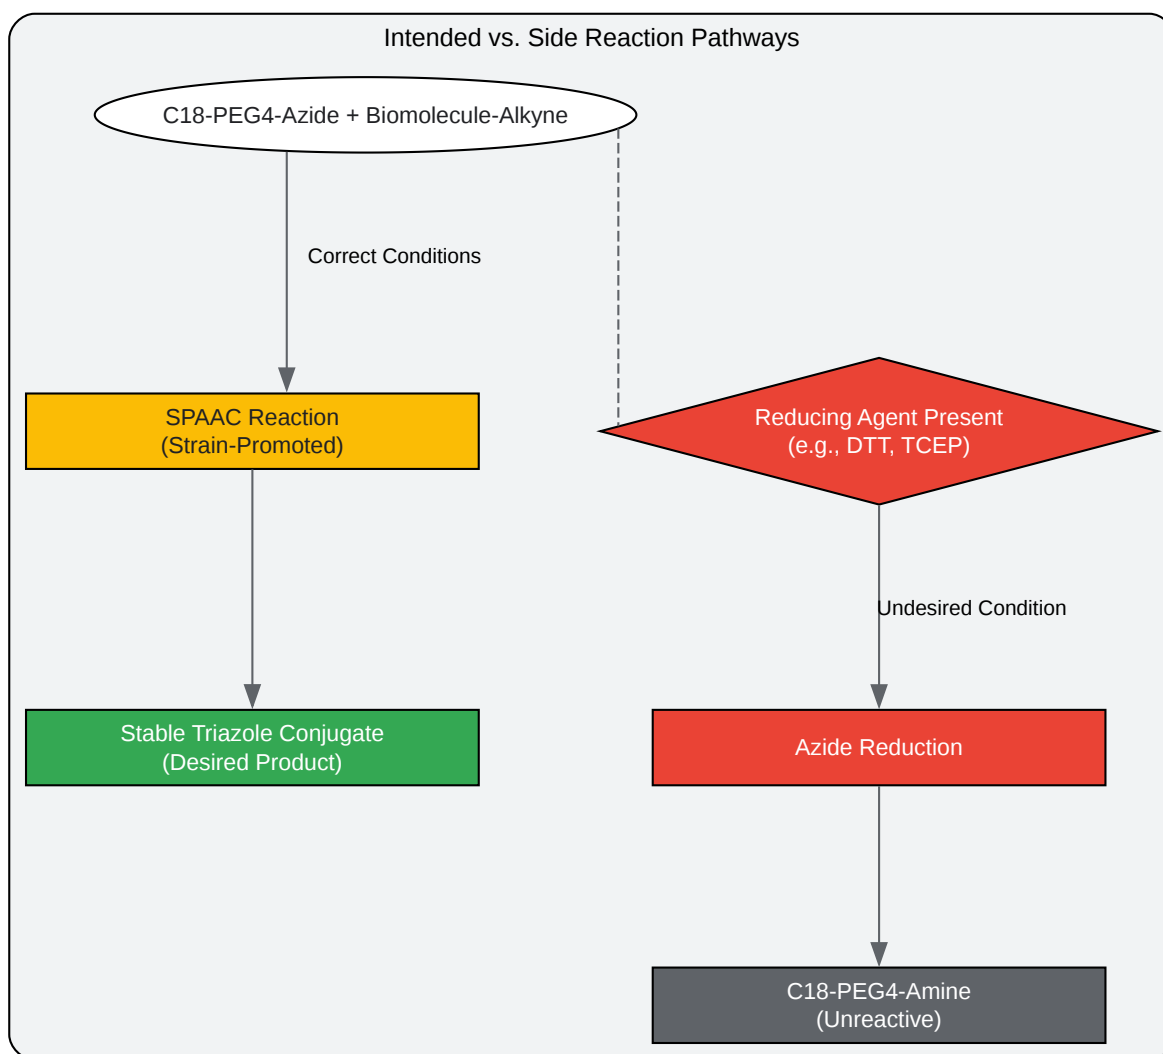 Intended vs. Side Reaction Pathways
C18-PEG4-Azide + Biomolecule-Alkyne
Correct Conditions
SPAAC Reaction
(Strain-Promoted)
Reducing Agent Present
(e.g., DTT, TCEP)
Undesired Condition
Stable Triazole Conjugate
(Desired Product)
Azide Reduction
C18-PEG4-Amine
(Unreactive)